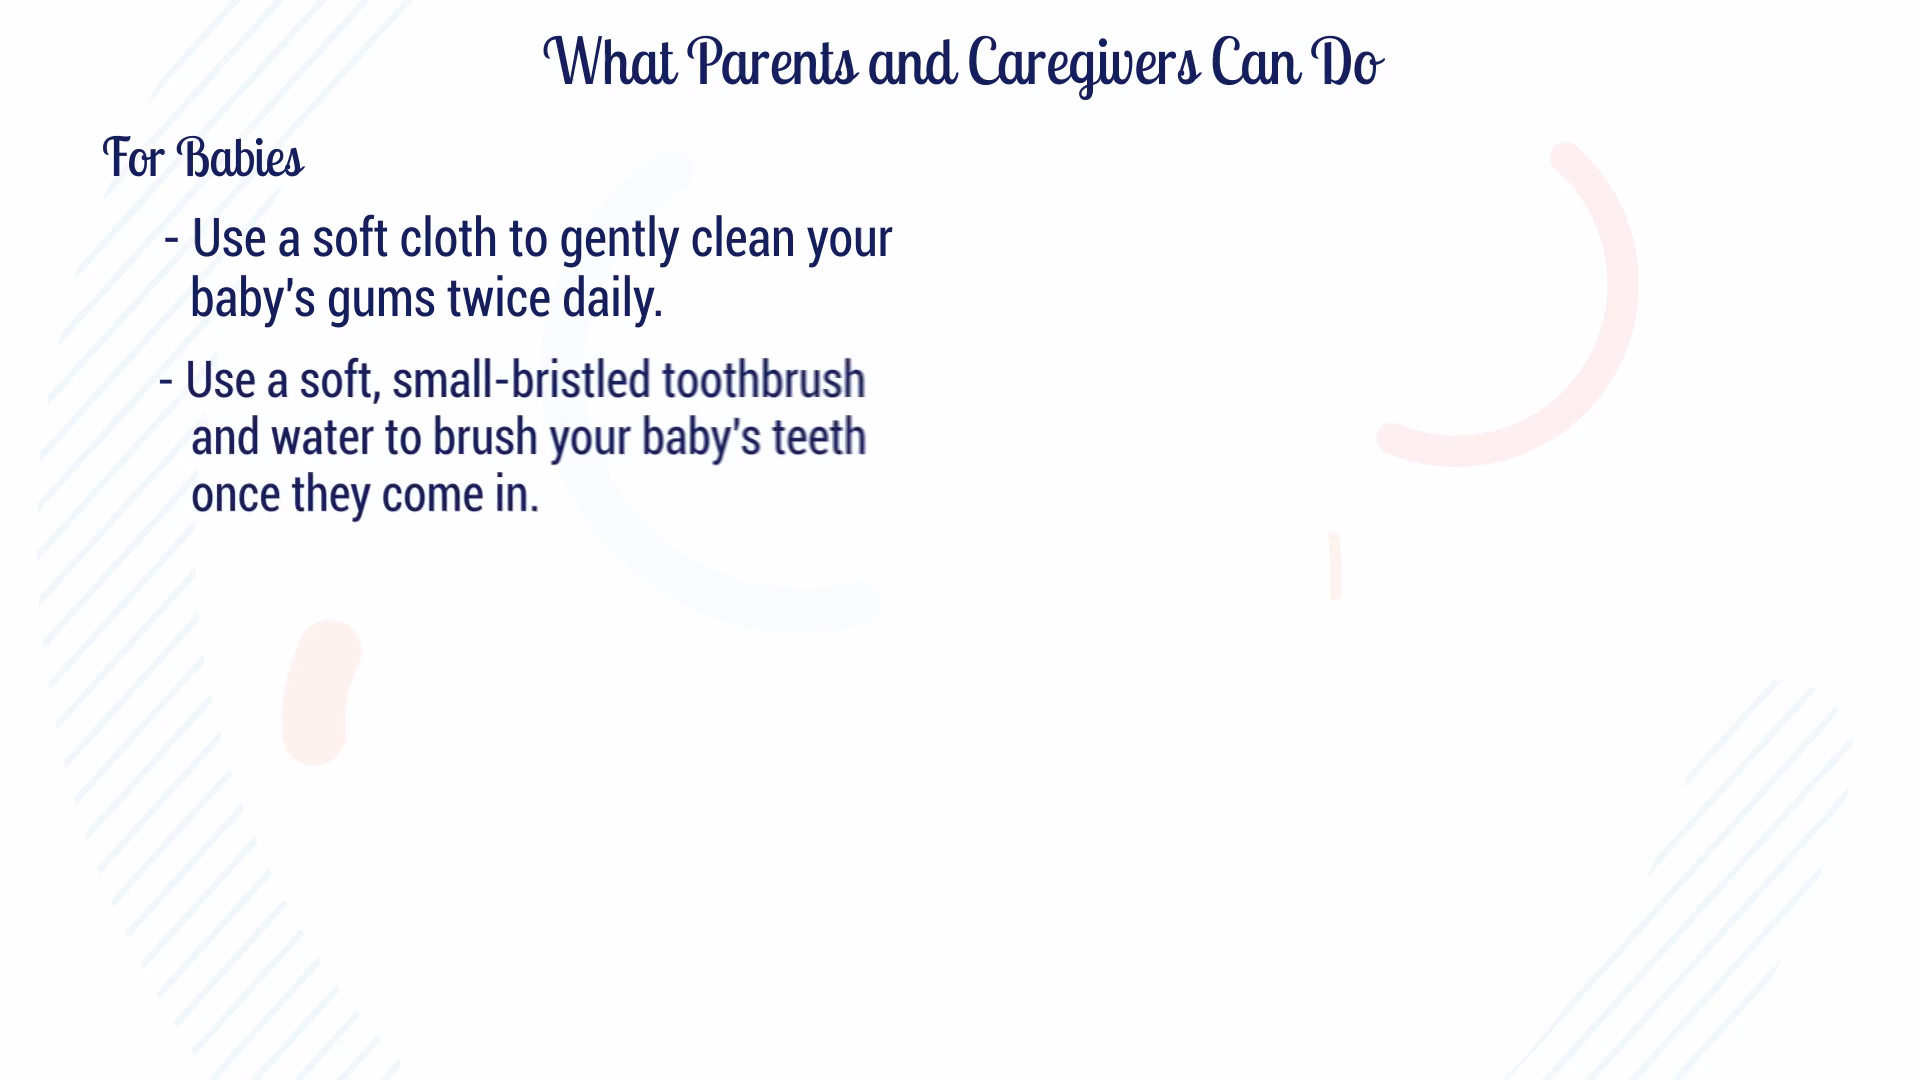 What Parents and Caregivers Can Do
For Babies
- Use a soft cloth to gently clean your
baby's gums twice daily.
- Use a soft, small-bristled toothbrush
and water to brush your baby's teeth
once they come in.